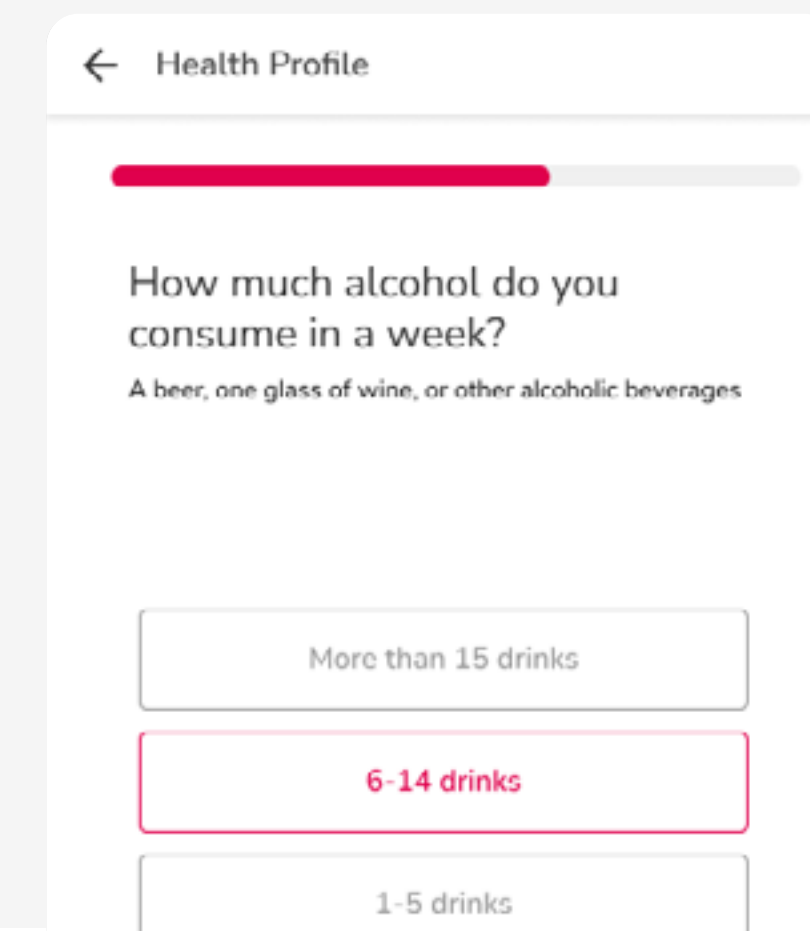 Health Profile
How much alcohol do you
consume in a week?
A beer, one glass of wine, or other alcoholic beverages
More than 15 drinks
6-14 drinks
1-5 drinks